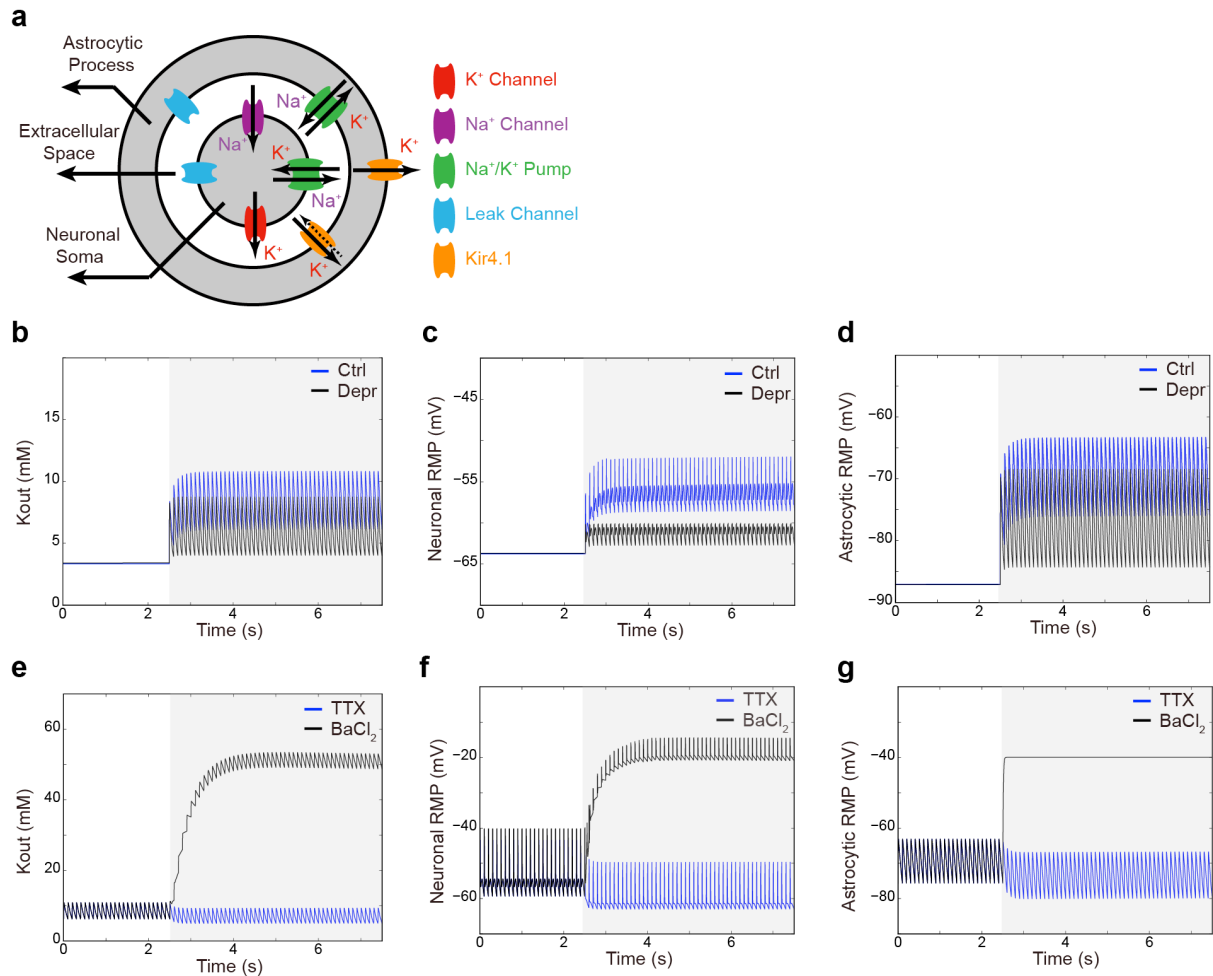 a
Astrocytic
Process
Extracellular
Space
Neuronal
Soma
Na⁺
K⁺
K⁺
Na⁺
K⁺
Na⁺
K⁺
K⁺
K⁺ Channel
Na⁺ Channel
Na⁺/K⁺ Pump
Leak Channel
Kir4.1
b
Kout (mM)
15
10
5
0
0 2 4 6
Time (s)
Ctrl
Depr
c
Neuronal RMP (mV)
−45
−55
−65
0 2 4 6
Time (s)
Ctrl
Depr
d
Astrocytic RMP (mV)
−60
−70
−80
−90
0 2 4 6
Time (s)
Ctrl
Depr
e
Kout (mM)
60
40
20
0
0 2 4 6
Time (s)
TTX
BaCl₂
f
Neuronal RMP (mV)
−20
−40
−60
−70
0 2 4 6
Time (s)
TTX
BaCl₂
g
Astrocytic RMP (mV)
−40
−60
−80
0 2 4 6
Time (s)
TTX
BaCl₂